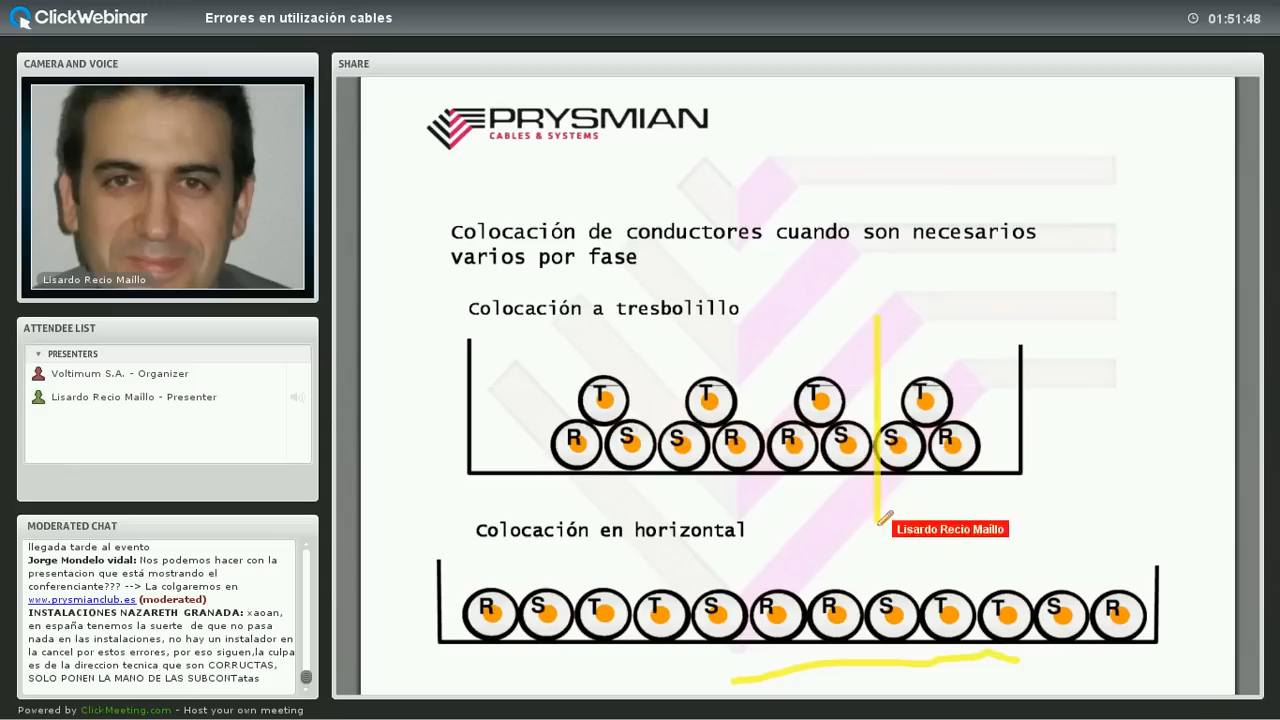 ClickWebinar
Errores en utilización cables
01:51:48
CAMERA AND VOICE
Lisardo Recio Maíllo
ATTENDEE LIST
PRESENTERS
Voltimum S.A. - Organizer
Lisardo Recio Maíllo - Presenter
MODERATED CHAT
llegada tarde al evento
Jorge Mondelo vidal: Nos podemos hacer con la
presentacion que está mostrando el
conferenciante??? --> La colgaremos en
www.prysmianclub.es (moderated)
INSTALACIONES NAZARETH GRANADA: xaoan,
en españa tenemos la suerte de que no pasa
nada en las instalaciones, no hay un instalador en
la cancel por estos errores, por eso siguen,la culpa
es de la direccion tecnica que son CORRUCTAS,
SOLO PONEN LA MANO DE LAS SUBCONTatas
SHARE
PRYSMIAN
CABLES & SYSTEMS
Colocación de conductores cuando son necesarios
varios por fase
Colocación a tresbolillo
T T T T
R S S R R S S R
Lisardo Recio Maíllo
Colocación en horizontal
R S T T S R R S T T S R
Powered by ClickMeeting.com - Host your own meeting